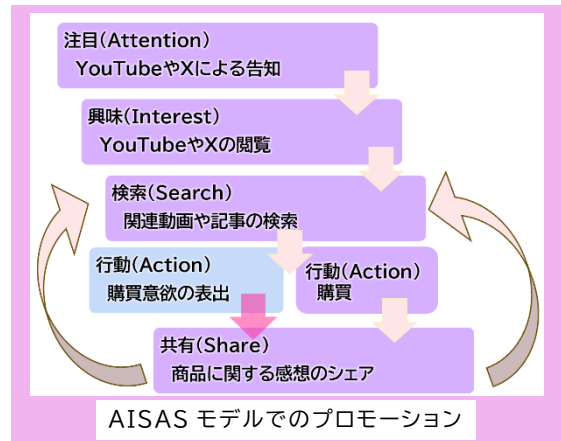 注目(Attention)
YouTubeやXによる告知
興味(Interest)
YouTubeやXの閲覧
検索(Search)
関連動画や記事の検索
行動(Action)
購買意欲の表出
行動(Action)
購買
共有(Share)
商品に関する感想のシェア
AISAS モデルでのプロモーション